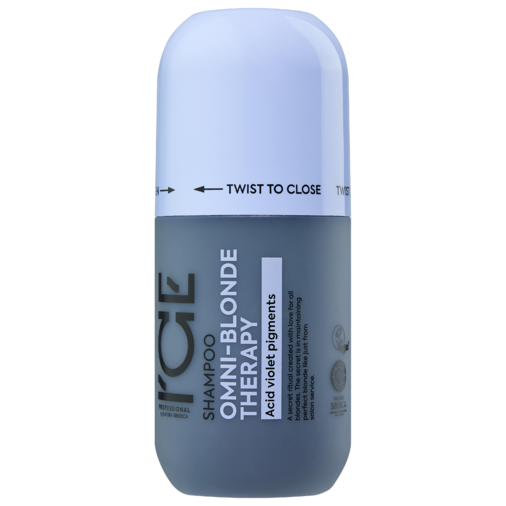 TWIST TO CLOSE
TWIST
I'CE
PROFESSIONAL
SHAMPOO
OMNI-BLONDE
THERAPY
Acid violet pigments
A secret ritual created with love for all
blondes. The secret is in maintaining
perfect blonde like just from
salon service.